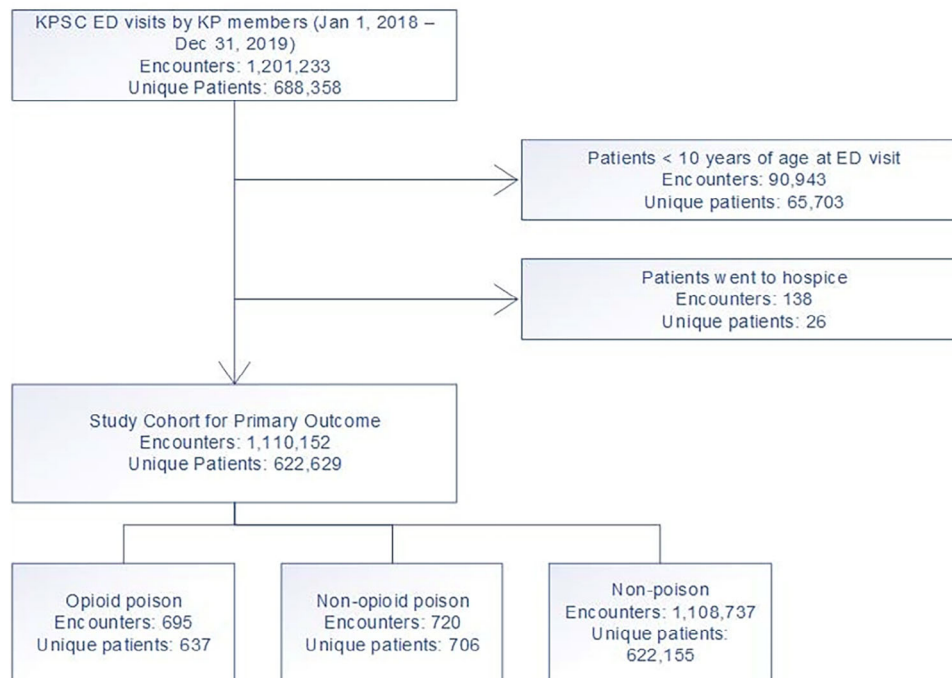 KPSC ED visits by KP members (Jan 1, 2018 –
Dec 31, 2019)
Encounters: 1,201,233
Unique Patients: 688,358
Patients < 10 years of age at ED visit
Encounters: 90,943
Unique patients: 65,703
Patients went to hospice
Encounters: 138
Unique patients: 26
Study Cohort for Primary Outcome
Encounters: 1,110,152
Unique Patients: 622,629
Opioid poison
Encounters: 695
Unique patients: 637
Non-opioid poison
Encounters: 720
Unique patients: 706
Non-poison
Encounters: 1,108,737
Unique patients:
622,155